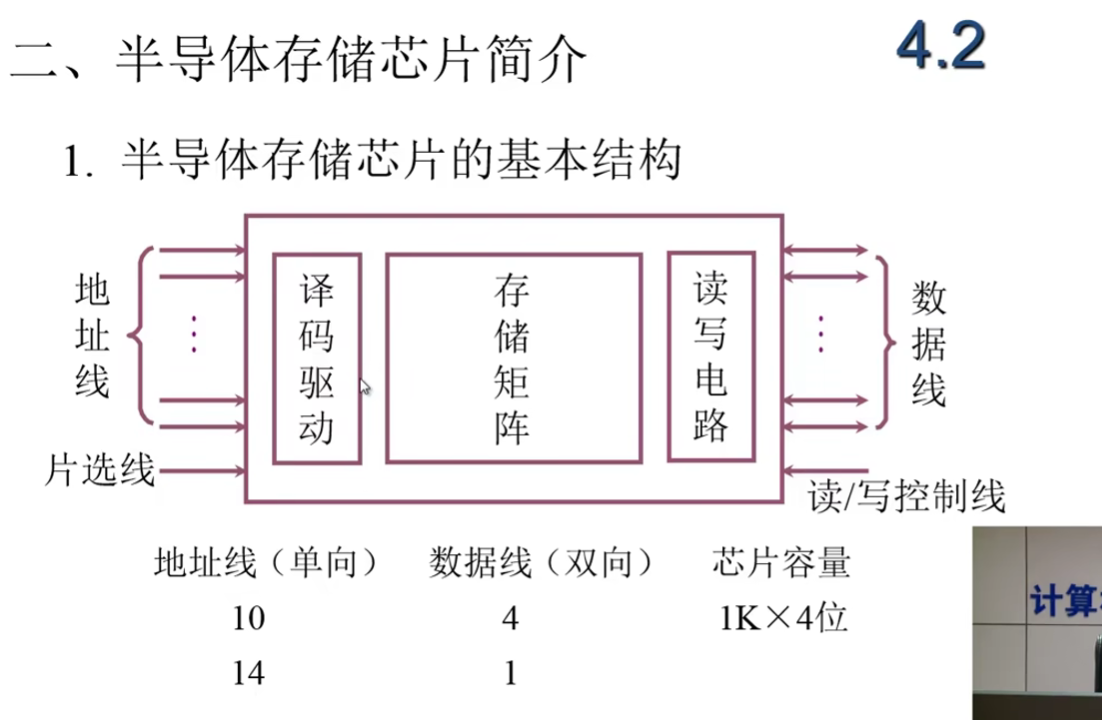 二、半导体存储芯片简介
4.2
1. 半导体存储芯片的基本结构
地址线
译码驱动
存储矩阵
读写电路
数据线
片选线
读/写控制线
地址线（单向） 数据线（双向） 芯片容量
10 4 1K×4位
14 1
计算